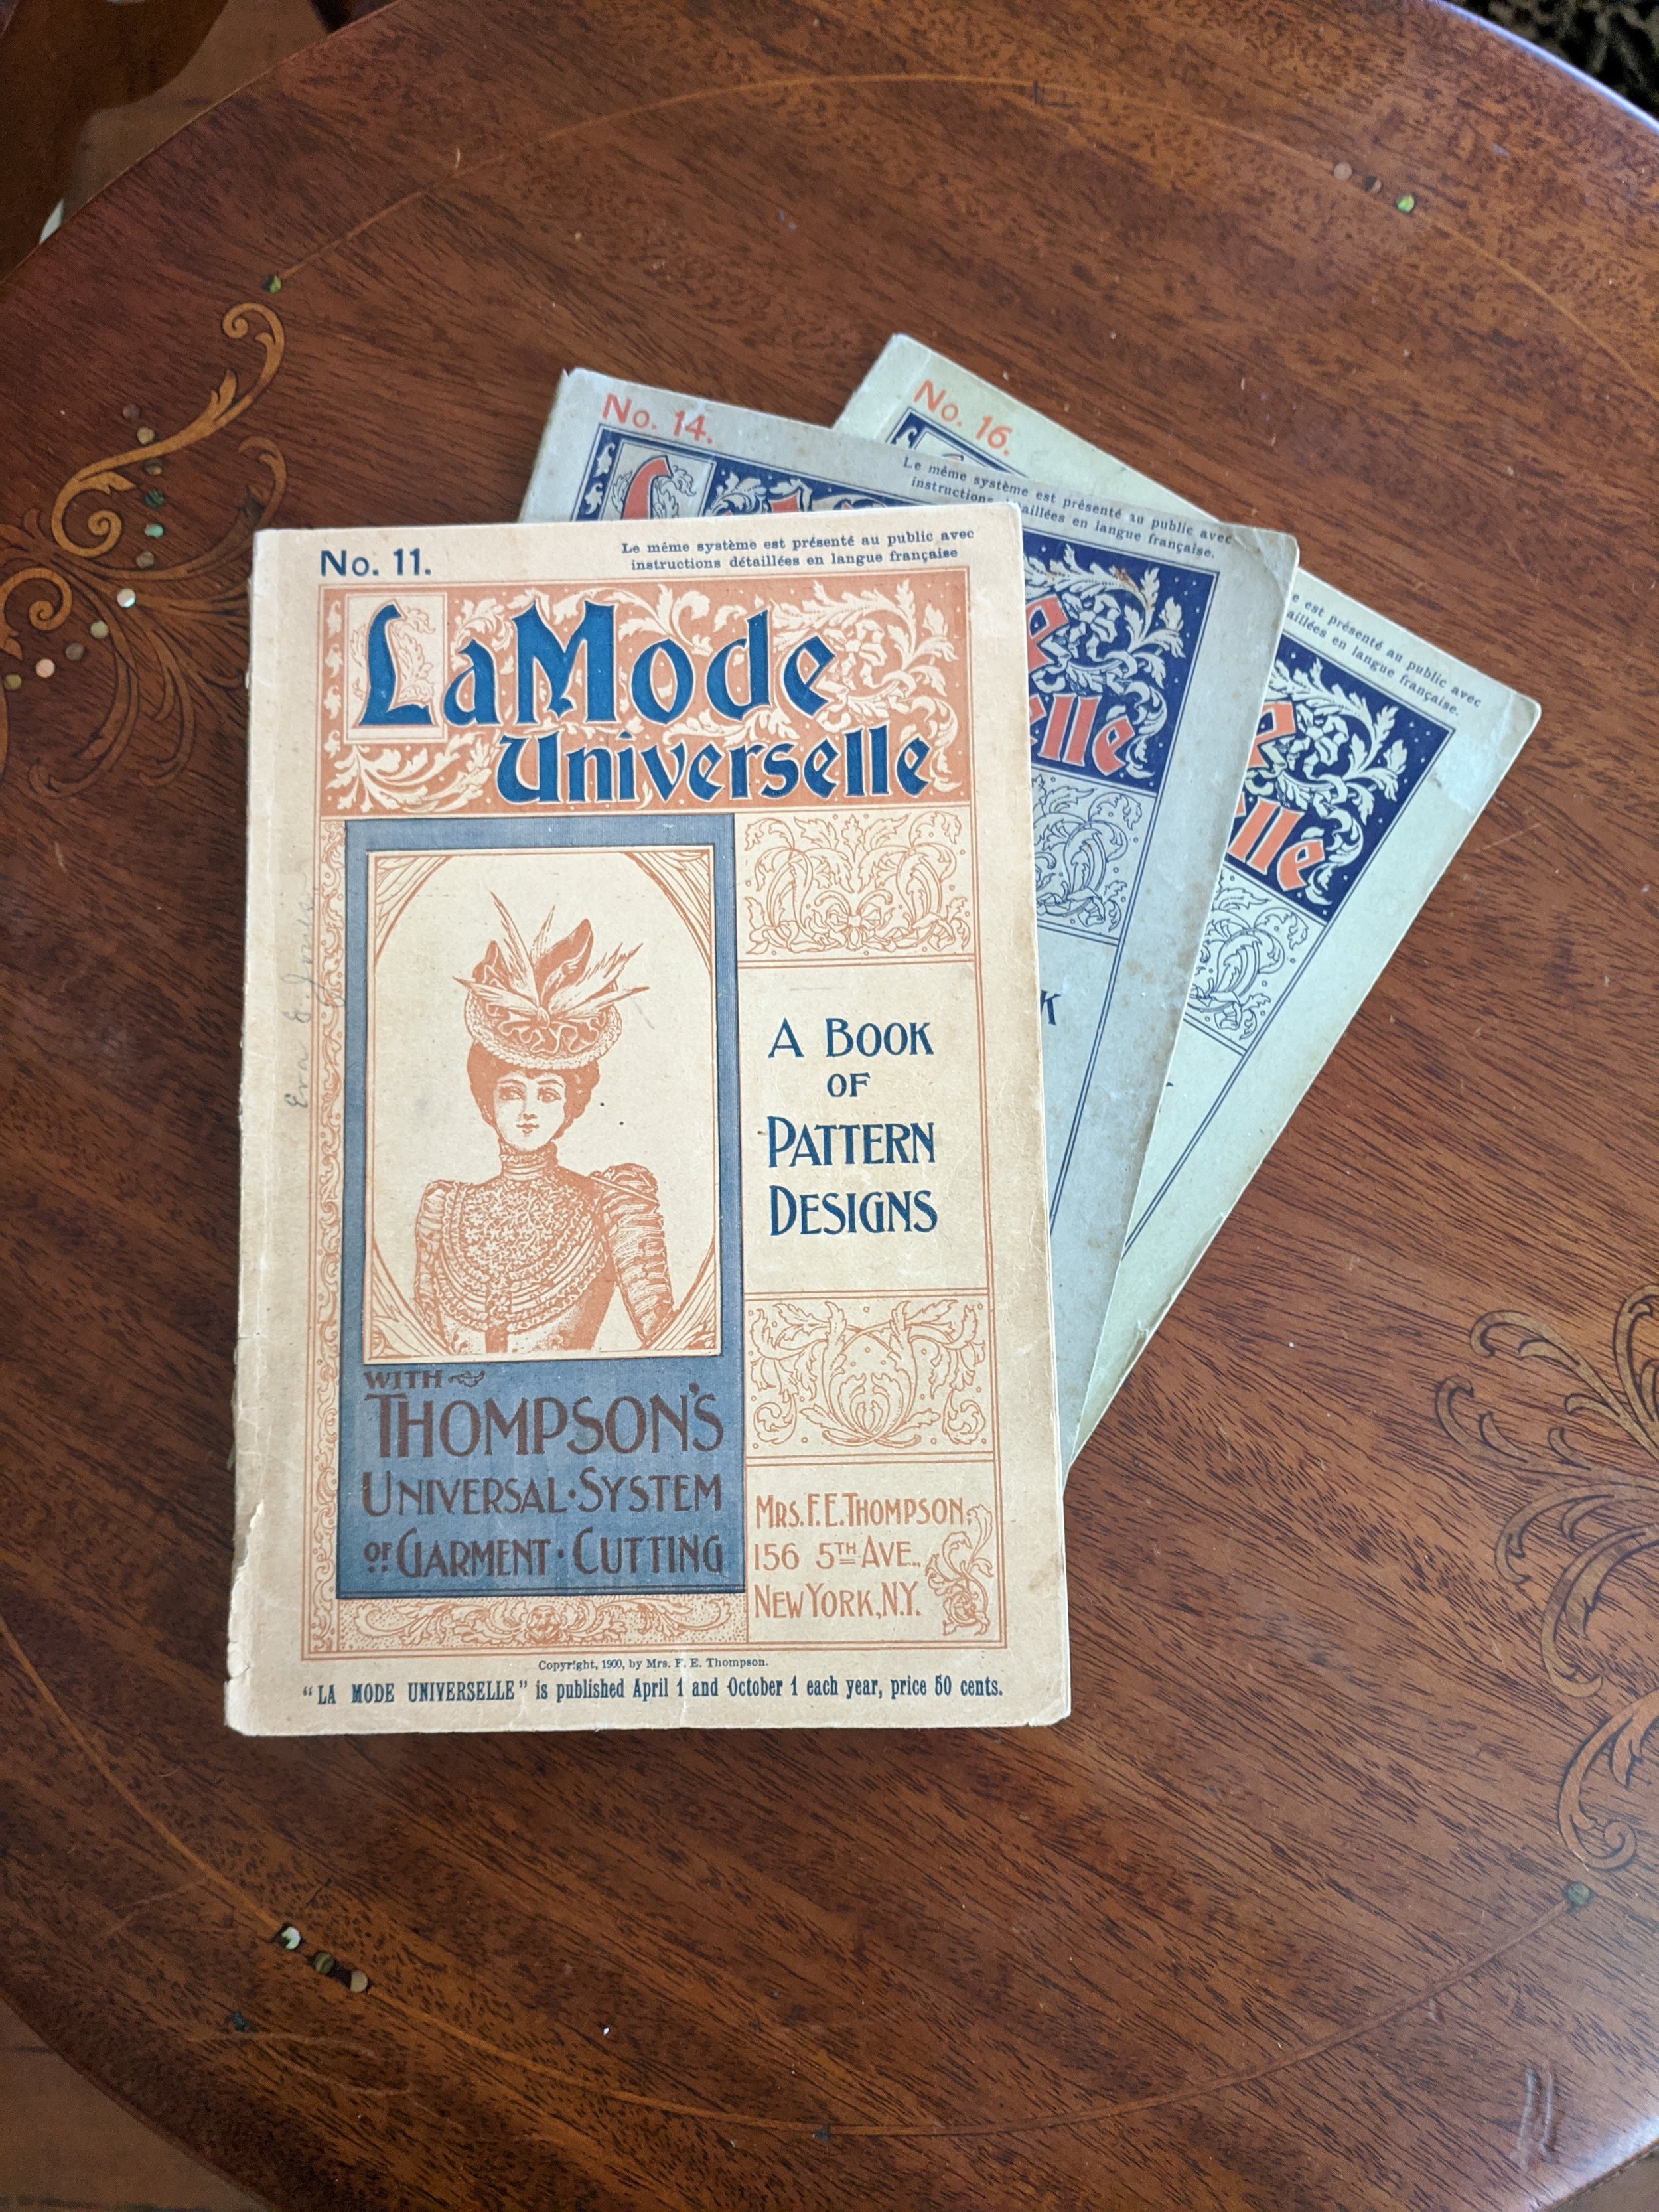 No. 11.
Le même système est présenté au public avec
instructions détaillées en langue française
La Mode
Universelle
A BOOK
OF
PATTERN
DESIGNS
WITH
THOMPSON'S
UNIVERSAL·SYSTEM
OF GARMENT·CUTTING
MRS. F. E. THOMPSON,
156 5TH AVE.,
NEW YORK, N.Y.
Copyright, 1900, by Mrs. F. E. Thompson.
"LA MODE UNIVERSELLE" is published April 1 and October 1 each year, price 50 cents.
Eva E.
No. 14.
Le même système est présenté au public avec
instructions détaillées en langue française.
e
elle
K
No. 16.
e est présenté au public avec
aillées en langue française.
e
elle